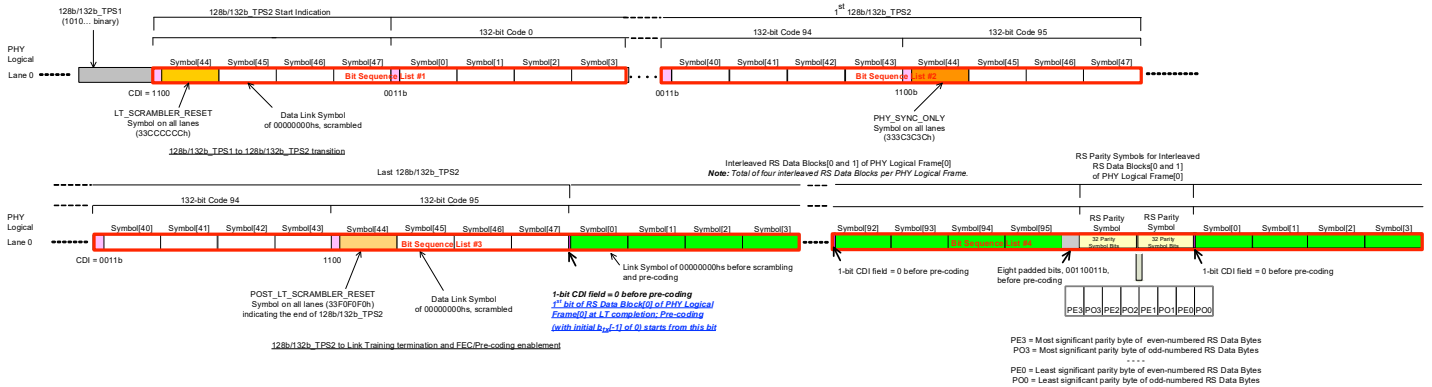 128b/132b_TPS1
(1010... binary)
128b/132b_TPS2 Start Indication
1st 128b/132b_TPS2
132-bit Code 0
132-bit Code 94
132-bit Code 95
PHY
Logical
Lane 0
Symbol[44] Symbol[45] Symbol[46] Symbol[47] Symbol[0] Symbol[1] Symbol[2] Symbol[3]
Symbol[40] Symbol[41] Symbol[42] Symbol[43] Symbol[44] Symbol[45] Symbol[46] Symbol[47]
Bit Sequence List #1
Bit Sequence List #2
CDI = 1100
0011b
0011b
1100b
LT_SCRAMBLER_RESET
Symbol on all lanes
(33CCCCCCh)
Data Link Symbol
of 00000000hs, scrambled
PHY_SYNC_ONLY
Symbol on all lanes
(333C3C3Ch)
128b/132b_TPS1 to 128b/132b_TPS2 transition
Last 128b/132b_TPS2
Interleaved RS Data Blocks[0 and 1] of PHY Logical Frame[0]
Note: Total of four interleaved RS Data Blocks per PHY Logical Frame.
RS Parity Symbols for Interleaved
RS Data Blocks[0 and 1]
of PHY Logical Frame[0]
132-bit Code 94
132-bit Code 95
PHY
Logical
Lane 0
Symbol[40] Symbol[41] Symbol[42] Symbol[43] Symbol[44] Symbol[45] Symbol[46] Symbol[47] Symbol[0] Symbol[1] Symbol[2] Symbol[3]
Symbol[92] Symbol[93] Symbol[94] Symbol[95]
RS Parity
Symbol
RS Parity
Symbol
Symbol[0] Symbol[1] Symbol[2] Symbol[3]
Bit Sequence List #3
Bit Sequence List #4
32 Parity
Symbol Bits
32 Parity
Symbol Bits
CDI = 0011b
1100
POST_LT_SCRAMBLER_RESET
Symbol on all lanes (33F0F0F0h)
indicating the end of 128b/132b_TPS2
Data Link Symbol
of 00000000hs, scrambled
Link Symbol of 00000000hs before scrambling
and pre-coding
1-bit CDI field = 0 before pre-coding
1st bit of RS Data Block[0] of PHY Logical
Frame[0] at LT completion; Pre-coding
(with initial btx[-1] of 0) starts from this bit
1-bit CDI field = 0 before pre-coding
Eight padded bits, 00110011b,
before pre-coding
1-bit CDI field = 0 before pre-coding
PE3 PO3 PE2 PO2 PE1 PO1 PE0 PO0
128b/132b_TPS2 to Link Training termination and FEC/Pre-coding enablement
PE3 = Most significant parity byte of even-numbered RS Data Bytes
PO3 = Most significant parity byte of odd-numbered RS Data Bytes
- - - -
PE0 = Least significant parity byte of even-numbered RS Data Bytes
PO0 = Least significant parity byte of odd-numbered RS Data Bytes